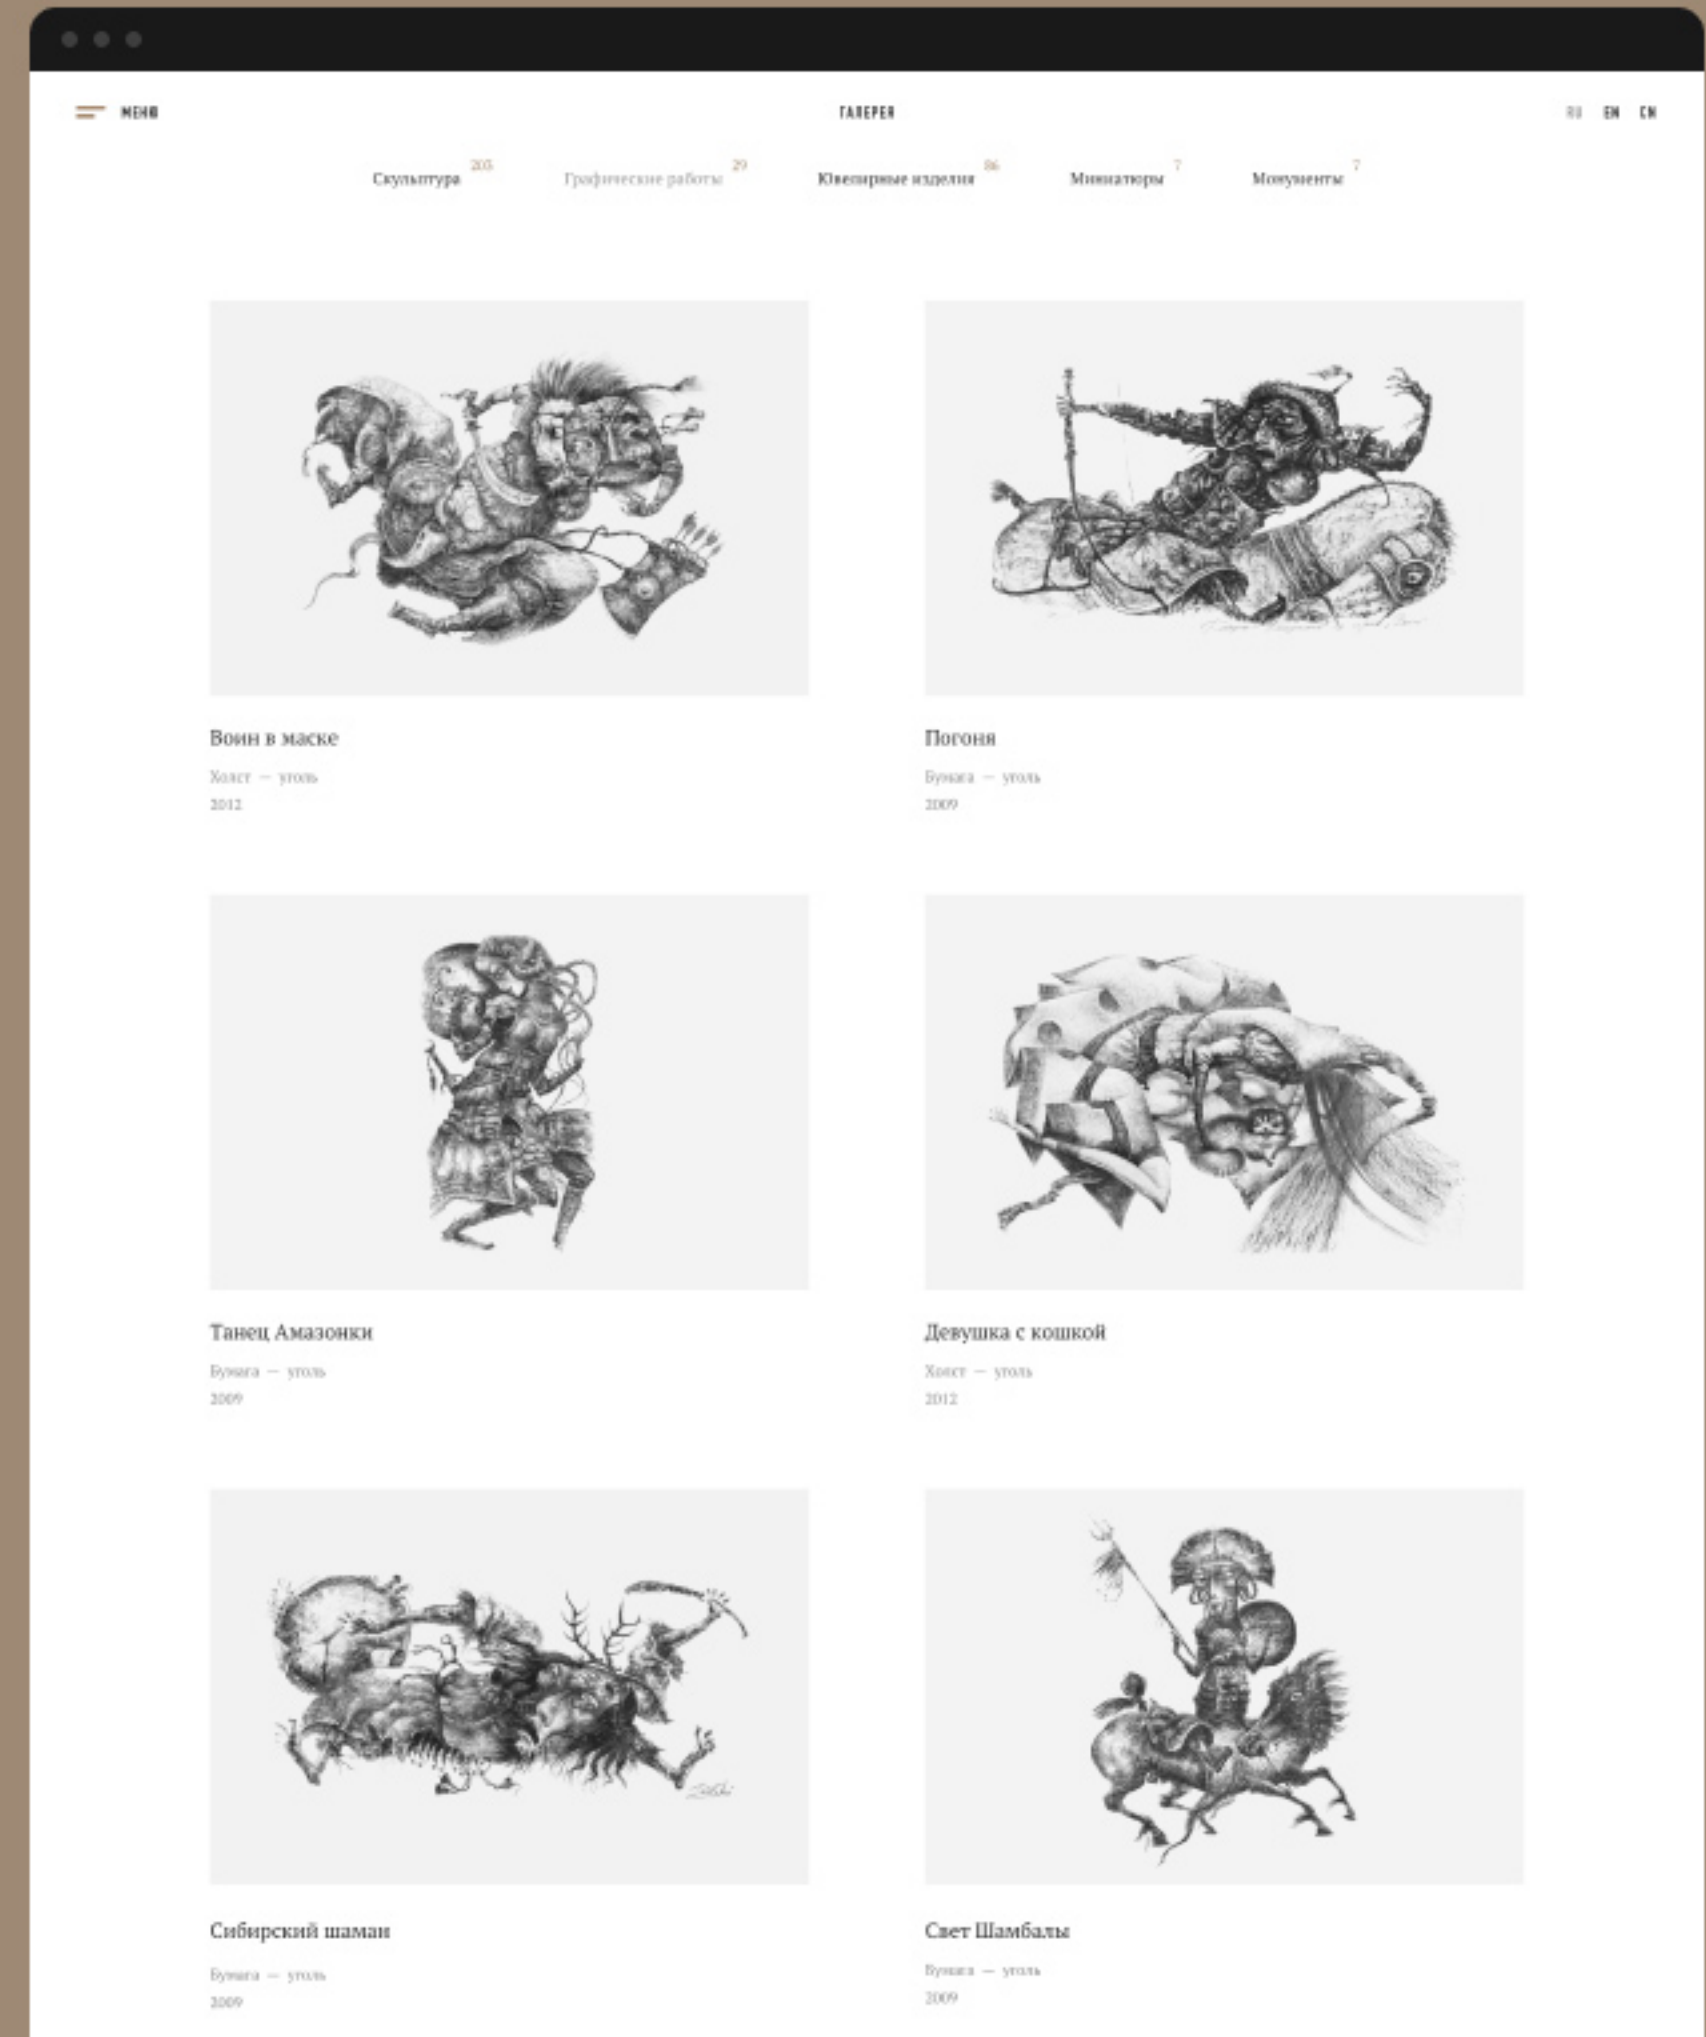 МЕНЮ
ГАЛЕРЕЯ
RU EN CN
Скульптура 203
Графические работы 29
Ювелирные изделия 86
Миниатюры 7
Монументы 7
Воин в маске
Холст — уголь
2012
Погоня
Бумага — уголь
2009
Танец Амазонки
Бумага — уголь
2009
Девушка с кошкой
Холст — уголь
2012
Сибирский шаман
Бумага — уголь
2009
Свет Шамбалы
Бумага — уголь
2009